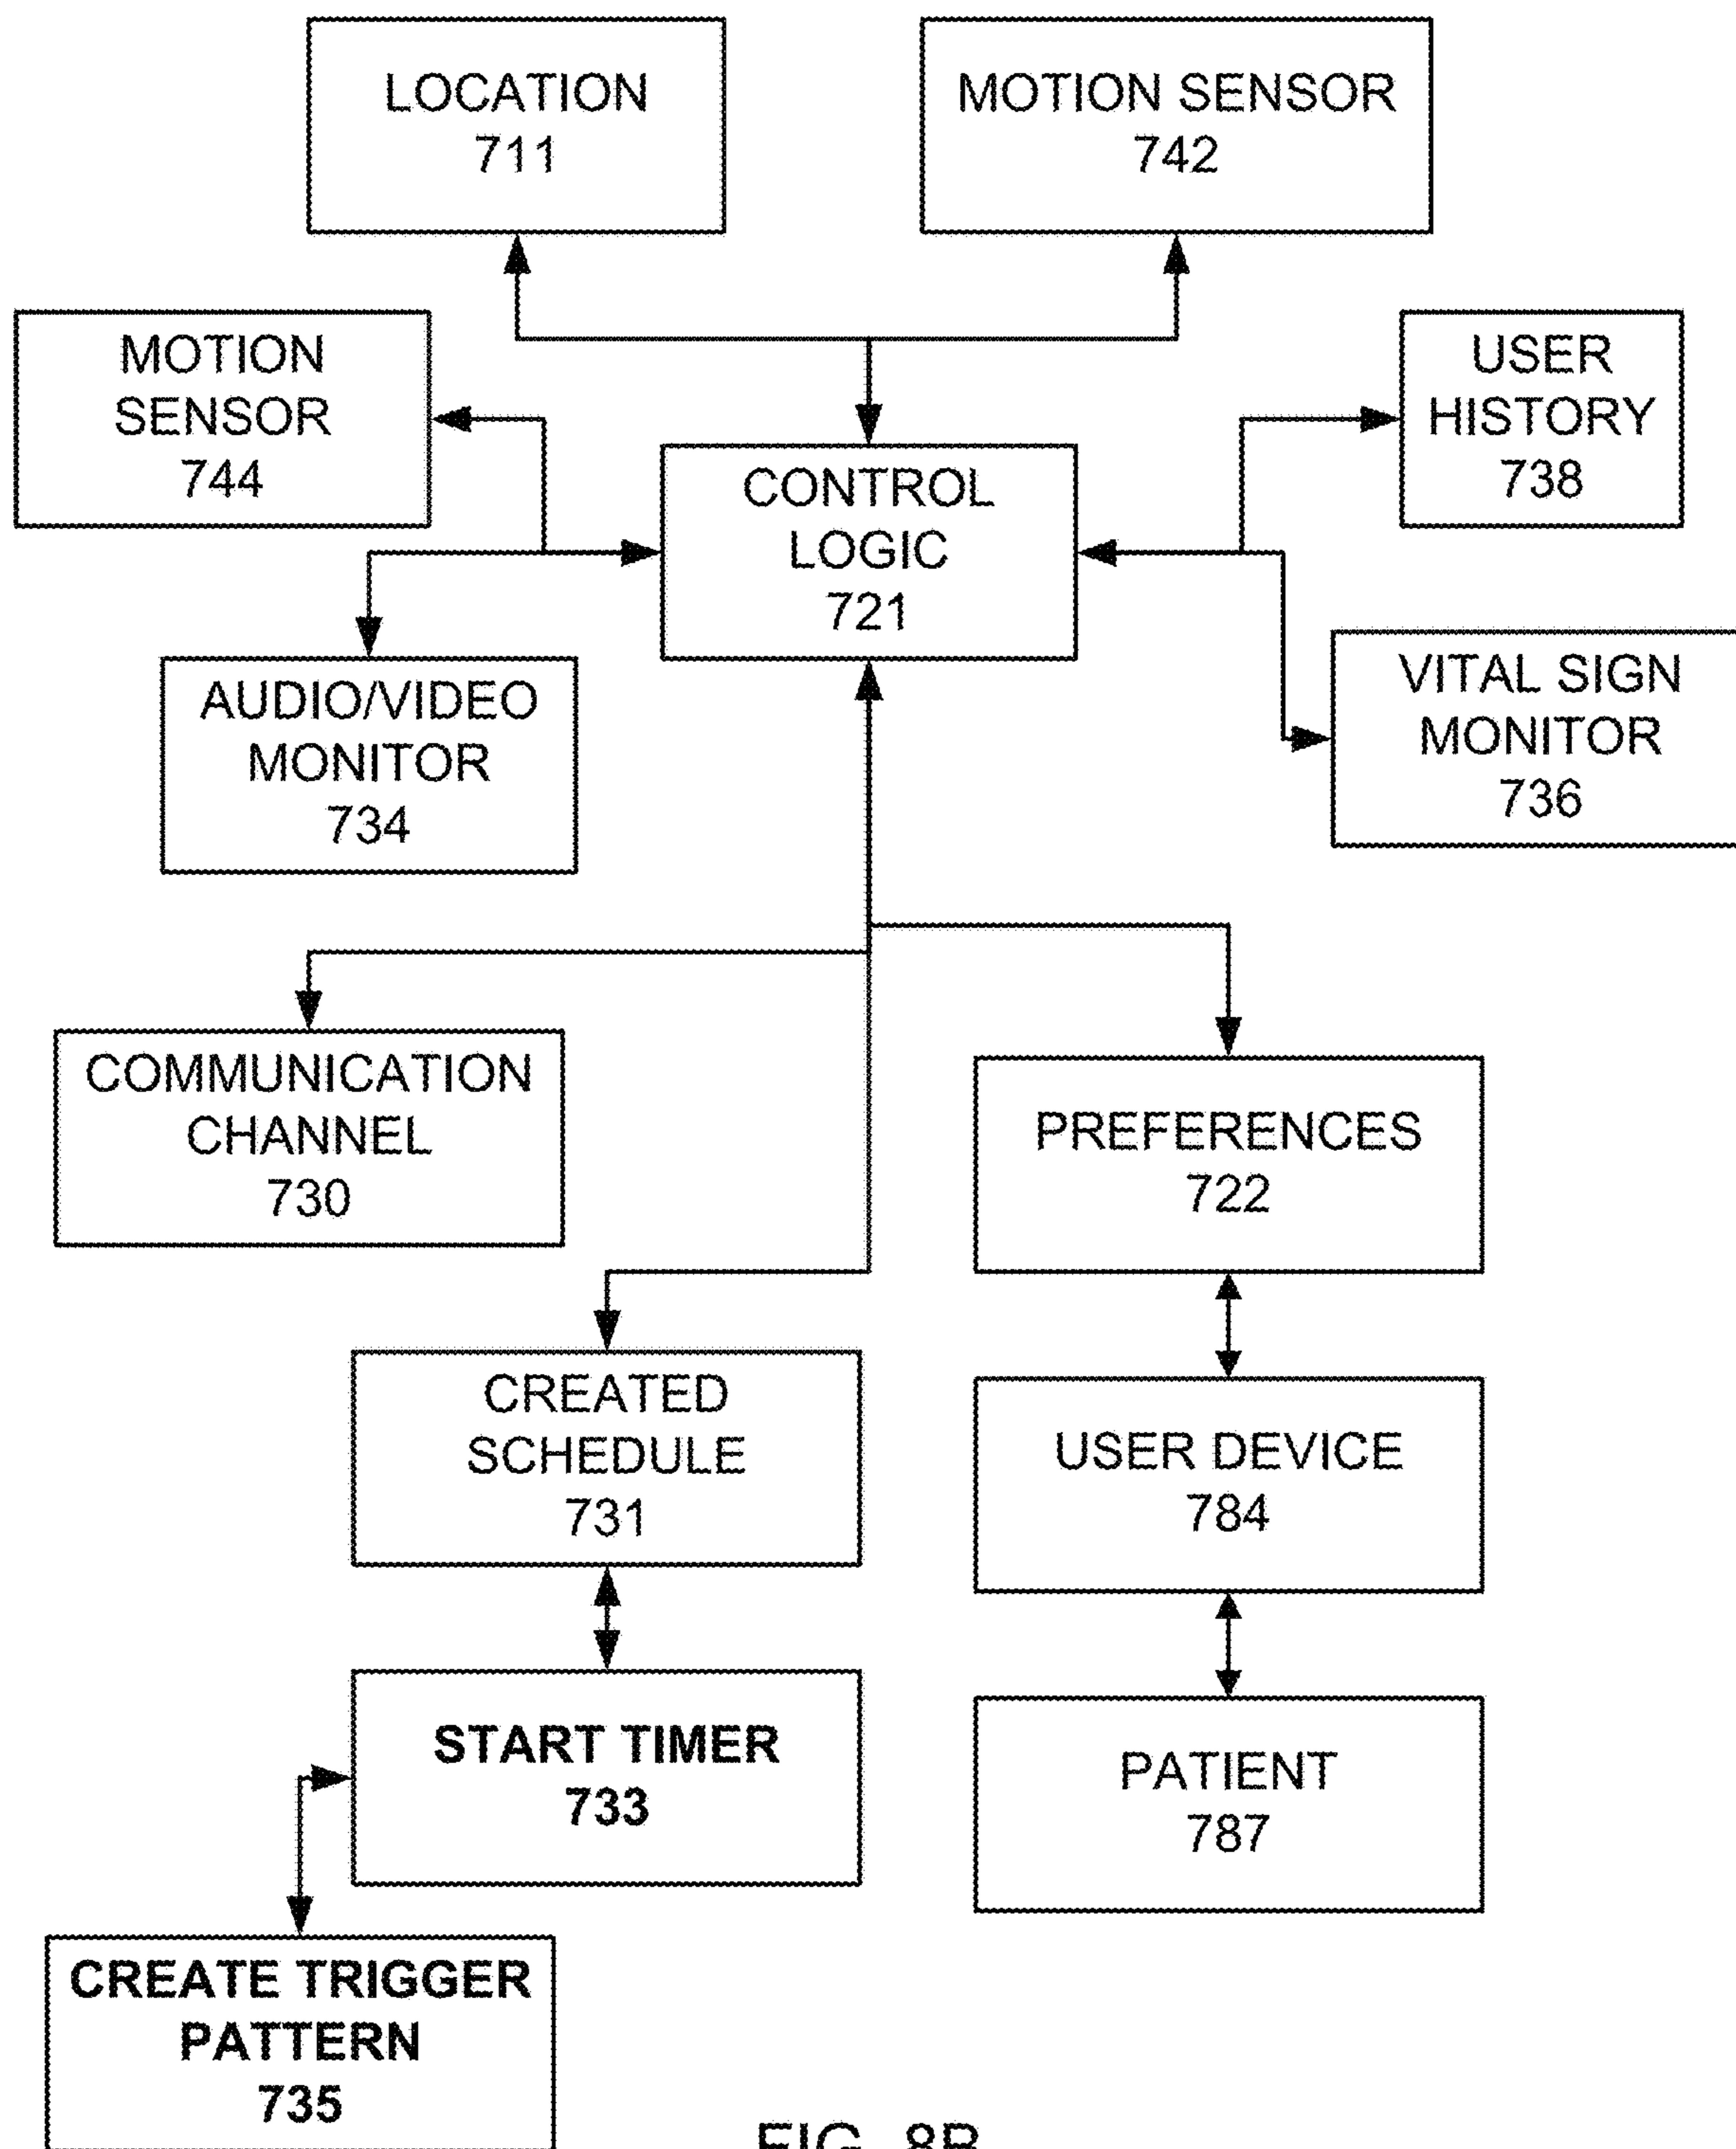 LOCATION
711
MOTION SENSOR
742
MOTION
SENSOR
744
USER
HISTORY
738
CONTROL
LOGIC
721
AUDIO/VIDEO
MONITOR
734
VITAL SIGN
MONITOR
736
COMMUNICATION
CHANNEL
730
PREFERENCES
722
CREATED
SCHEDULE
731
USER DEVICE
784
START TIMER
733
PATIENT
787
CREATE TRIGGER
PATTERN
735
FIG. 8B